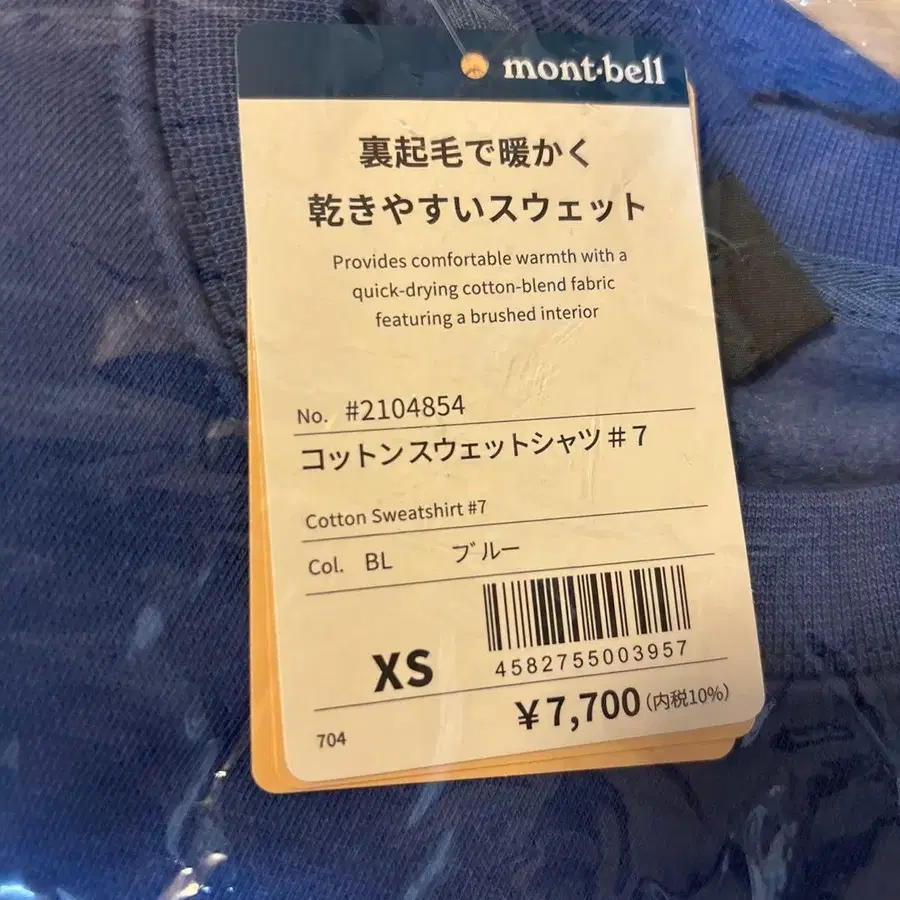 mont·bell
裏起毛で暖かく
乾きやすいスウェット
Provides comfortable warmth with a
quick-drying cotton-blend fabric
featuring a brushed interior
No. #2104854
コットンスウェットシャツ#7
Cotton Sweatshirt #7
Col. BL ブルー
XS
4582755003957
¥7,700(内税10%)
704